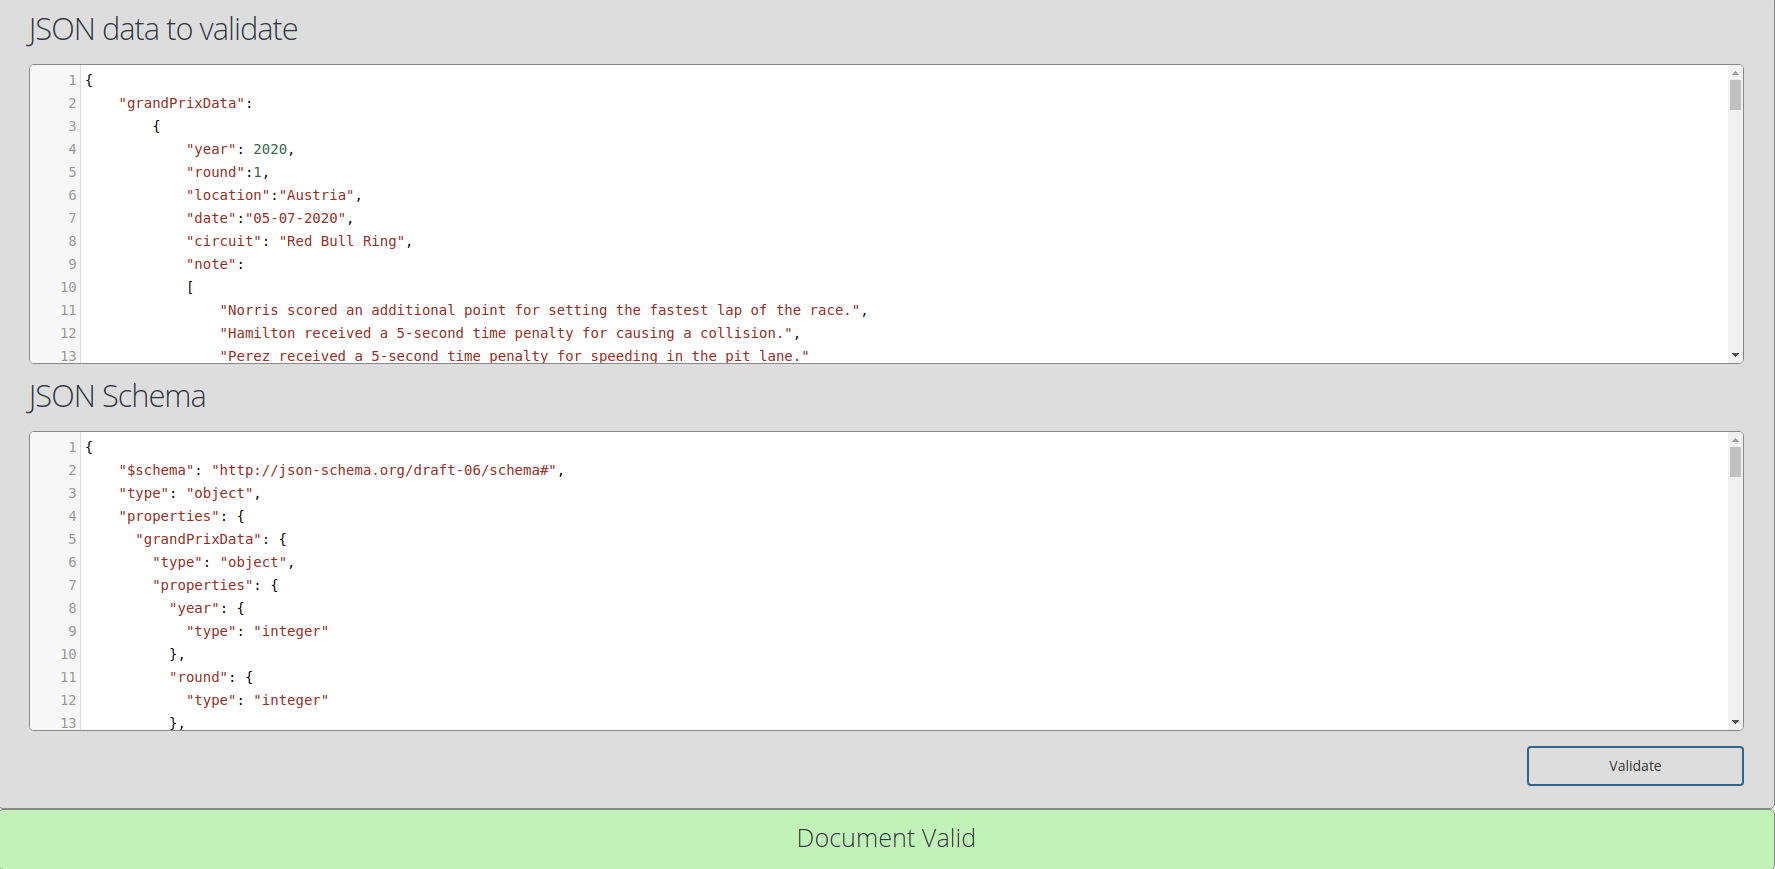 JSON data to validate
1 {
2     "grandPrixData":
3         {
4             "year": 2020,
5             "round":1,
6             "location":"Austria",
7             "date":"05-07-2020",
8             "circuit": "Red Bull Ring",
9             "note":
10             [
11                 "Norris scored an additional point for setting the fastest lap of the race.",
12                 "Hamilton received a 5-second time penalty for causing a collision.",
13                 "Perez received a 5-second time penalty for speeding in the pit lane."
JSON Schema
1 {
2     "$schema": "http://json-schema.org/draft-06/schema#",
3     "type": "object",
4     "properties": {
5       "grandPrixData": {
6         "type": "object",
7         "properties": {
8           "year": {
9             "type": "integer"
10           },
11           "round": {
12             "type": "integer"
13           },
Validate
Document Valid